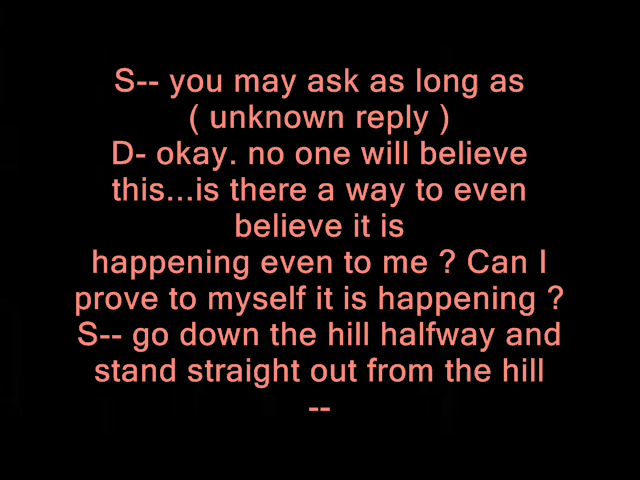 S-- you may ask as long as
( unknown reply )
D- okay. no one will believe
this...is there a way to even
believe it is
happening even to me ? Can I
prove to myself it is happening ?
S-- go down the hill halfway and
stand straight out from the hill
--